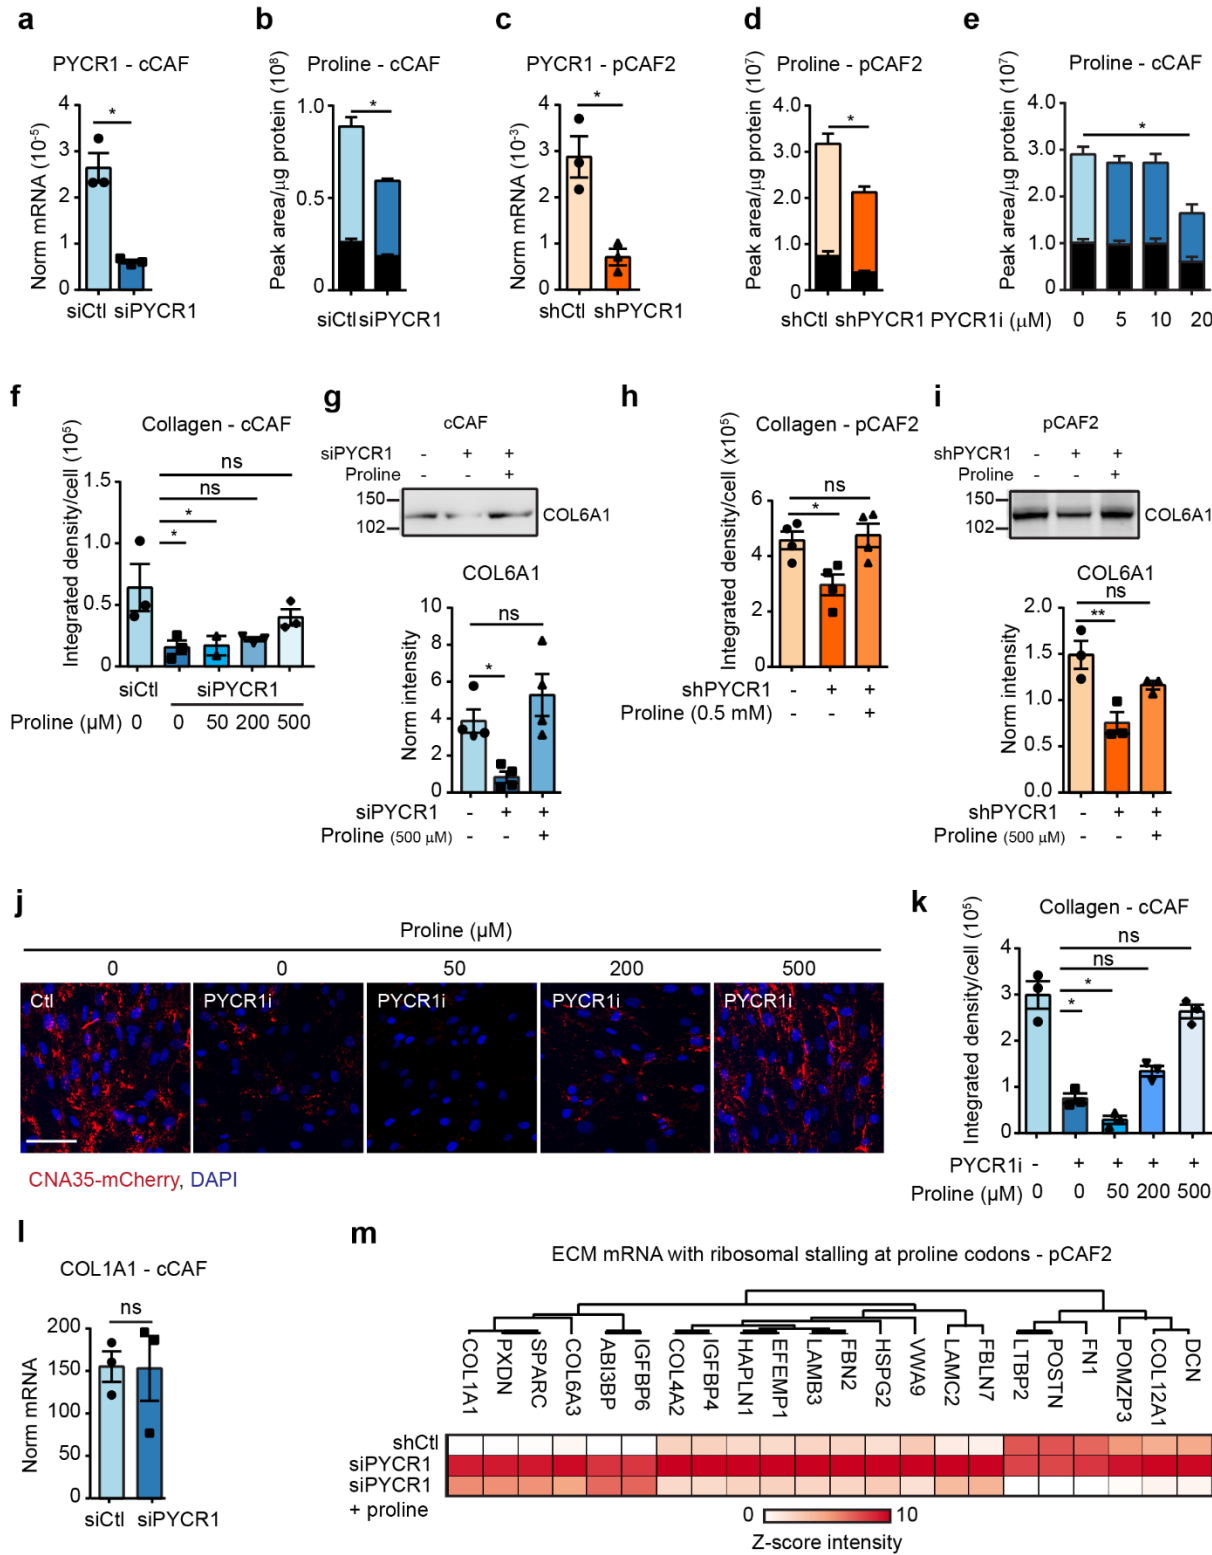 a
PYCR1 - cCAF
Norm mRNA (10-5)
4
3
2
1
0
*
siCtl siPYCR1
b
Proline - cCAF
Peak area/µg protein (10⁸)
1.0
0.5
0
*
siCtl siPYCR1
c
PYCR1 - pCAF2
Norm mRNA (10-3)
4
3
2
1
0
*
shCtl shPYCR1
d
Proline - pCAF2
Peak area/µg protein (10⁷)
4.0
3.0
2.0
1.0
0
*
shCtl shPYCR1
e
Proline - cCAF
Peak area/µg protein (10⁷)
4.0
3.0
2.0
1.0
0
*
PYCR1i (µM) 0 5 10 20
f
Collagen - cCAF
Integrated density/cell (10⁵)
1.5
1.0
0.5
0
ns
ns
*
*
siCtl siPYCR1
Proline (µM) 0 0 50 200 500
g
cCAF
siPYCR1 - + +
Proline - - +
150
102
COL6A1
COL6A1
Norm intensity
10
8
6
4
2
0
ns
*
siPYCR1 - + +
Proline (500 µM) - - +
h
Collagen - pCAF2
Integrated density/cell (x10⁵)
6
4
2
0
ns
*
shPYCR1 - + +
Proline (0.5 mM) - - +
i
pCAF2
shPYCR1 - + +
Proline - - +
150
102
COL6A1
COL6A1
Norm intensity
2.0
1.5
1.0
0.5
0
ns
**
shPYCR1 - + +
Proline (500 µM) - - +
j
Proline (µM)
0 0 50 200 500
Ctl PYCR1i PYCR1i PYCR1i PYCR1i
CNA35-mCherry, DAPI
k
Collagen - cCAF
Integrated density/cell (10⁵)
4
3
2
1
0
ns
ns
*
*
PYCR1i - + + + +
Proline (µM) 0 0 50 200 500
l
COL1A1 - cCAF
Norm mRNA
200
150
100
50
0
ns
siCtl siPYCR1
m
ECM mRNA with ribosomal stalling at proline codons - pCAF2
COL1A1
PXDN
SPARC
COL6A3
ABI3BP
IGFBP6
COL4A2
IGFBP4
HAPLN1
EFEMP1
LAMB3
FBN2
HSPG2
VWA9
LAMC2
FBLN7
LTBP2
POSTN
FN1
POMZP3
COL12A1
DCN
shCtl
siPYCR1
siPYCR1
+ proline
0 10
Z-score intensity